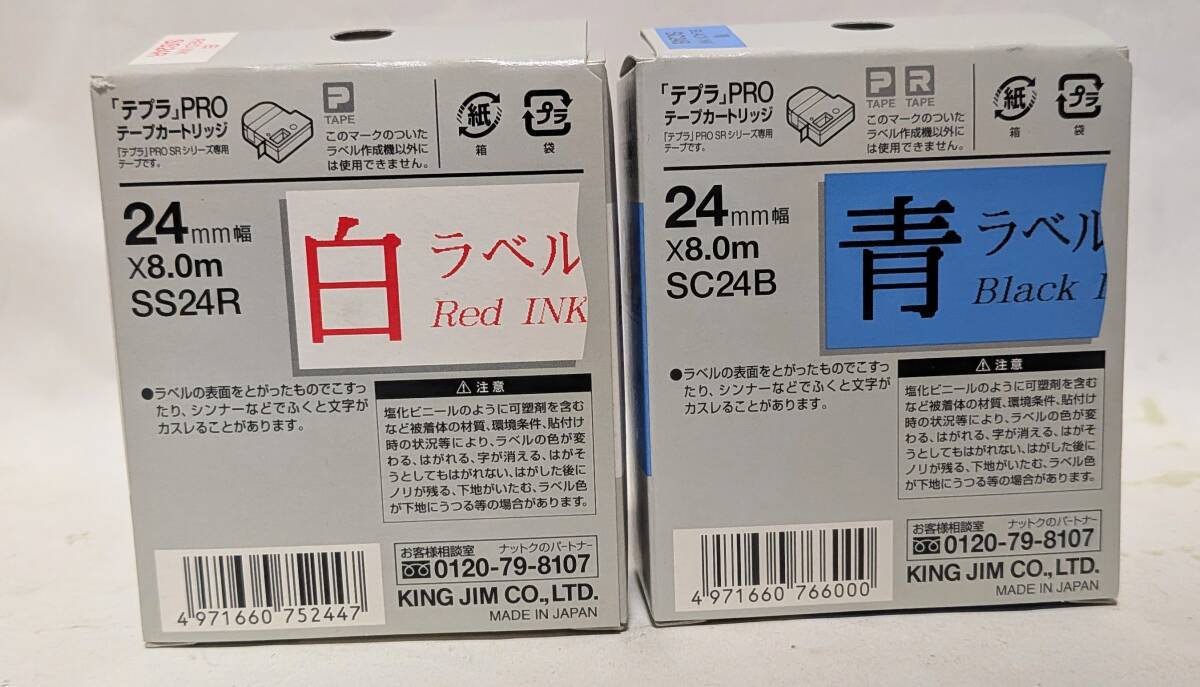 「テプラ」PRO
テープカートリッジ
「テプラ」PRO SRシリーズ専用
テープです。
P
TAPE
このマークのついた
ラベル作成機以外に
は使用できません。
紙
箱
プラ
袋
24mm幅
X8.0m
SS24R
白 ラベル
Red INK
●ラベルの表面をとがったものでこすっ
たり、シンナーなどでふくと文字が
カスレることがあります。
⚠注意
塩化ビニールのように可塑剤を含む
など被着体の材質、環境条件、貼付け
時の状況等により、ラベルの色が変
わる、はがれる、字が消える、はがそ
うとしてもはがれない、はがした後に
ノリが残る、下地がいたむ、ラベル色
が下地にうつる等の場合があります。
お客様相談室 ナットクのパートナー
0120-79-8107
KING JIM CO.,LTD.
MADE IN JAPAN
4 971660 752447
SC24B
「テプラ」PRO
テープカートリッジ
「テプラ」PRO SRシリーズ専用
テープです。
P R
TAPE TAPE
このマークのついた
ラベル作成機以外に
は使用できません。
紙
箱
プラ
袋
24mm幅
X8.0m
SC24B
青 ラベル
Black I
●ラベルの表面をとがったものでこすっ
たり、シンナーなどでふくと文字が
カスレることがあります。
⚠注意
塩化ビニールのように可塑剤を含む
など被着体の材質、環境条件、貼付け
時の状況等により、ラベルの色が変
わる、はがれる、字が消える、はがそ
うとしてもはがれない、はがした後に
ノリが残る、下地がいたむ、ラベル色
が下地にうつる等の場合があります。
お客様相談室 ナットクのパートナー
0120-79-8107
KING JIM CO.,LTD.
MADE IN JAPAN
4 971660 766000